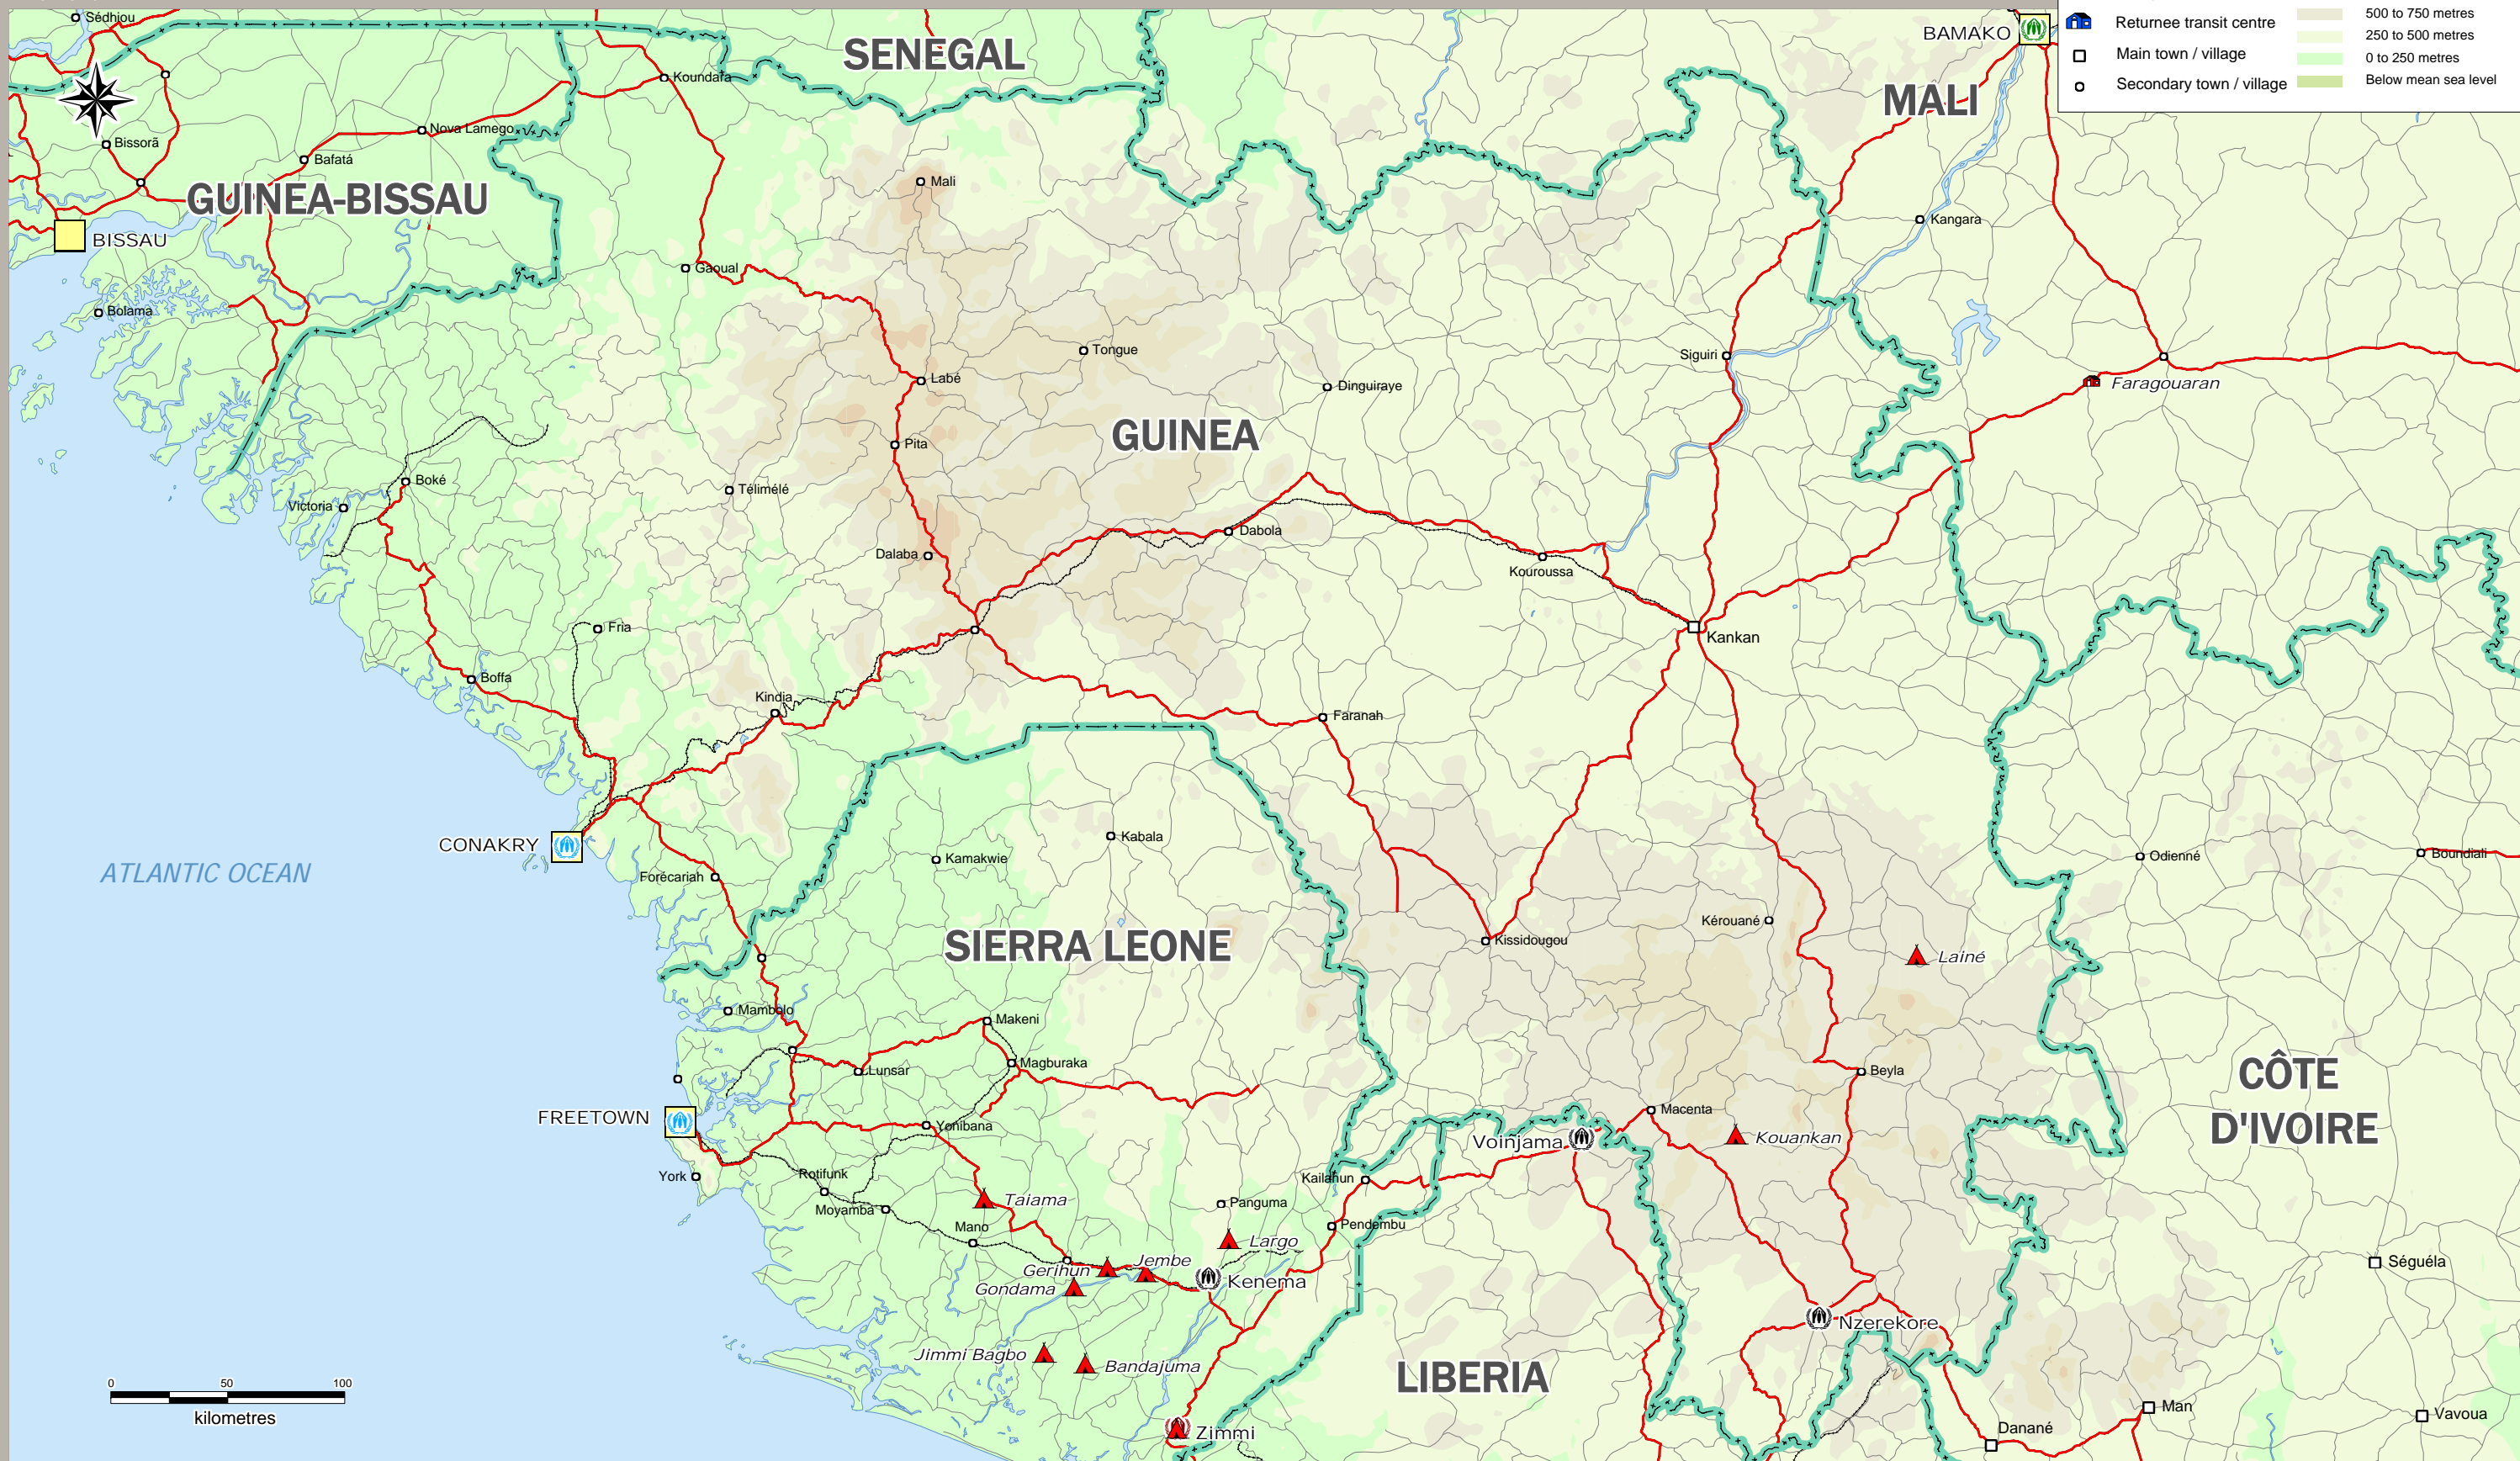 Sédhiou
SENEGAL
BAMAKO
Returnee transit centre
500 to 750 metres
250 to 500 metres
Main town / village
0 to 250 metres
Secondary town / village
Below mean sea level
Koundara
MALI
Nova Lamego
Bissorã
Bafatá
Mali
GUINEA-BISSAU
Kangara
BISSAU
Gaoual
Bolama
Tongue
Siguiri
Labé
Dinguiraye
Faragouaran
GUINEA
Pita
Boké
Télimélé
Victoria
Dabola
Dalaba
Kouroussa
Fria
Kankan
Boffa
Kindia
Faranah
CONAKRY
Kabala
Kamakwie
Odienné
Boundiali
ATLANTIC OCEAN
Forécariah
Kérouané
SIERRA LEONE
Kissidougou
Lainé
Mambolo
Makeni
Magburaka
Lunsar
Beyla
CÔTE
D'IVOIRE
FREETOWN
Yonibana
Macenta
Voinjama
Kouankan
York
Rotifunk
Kailahun
Taiama
Panguma
Moyamba
Mano
Pendembu
Largo
Jembe
Gerihun
Kenema
Gondama
Séguéla
Nzerekore
Jimmi Bagbo
Bandajuma
LIBERIA
0 50 100
kilometres
Man
Vavoua
Danané
Zimmi